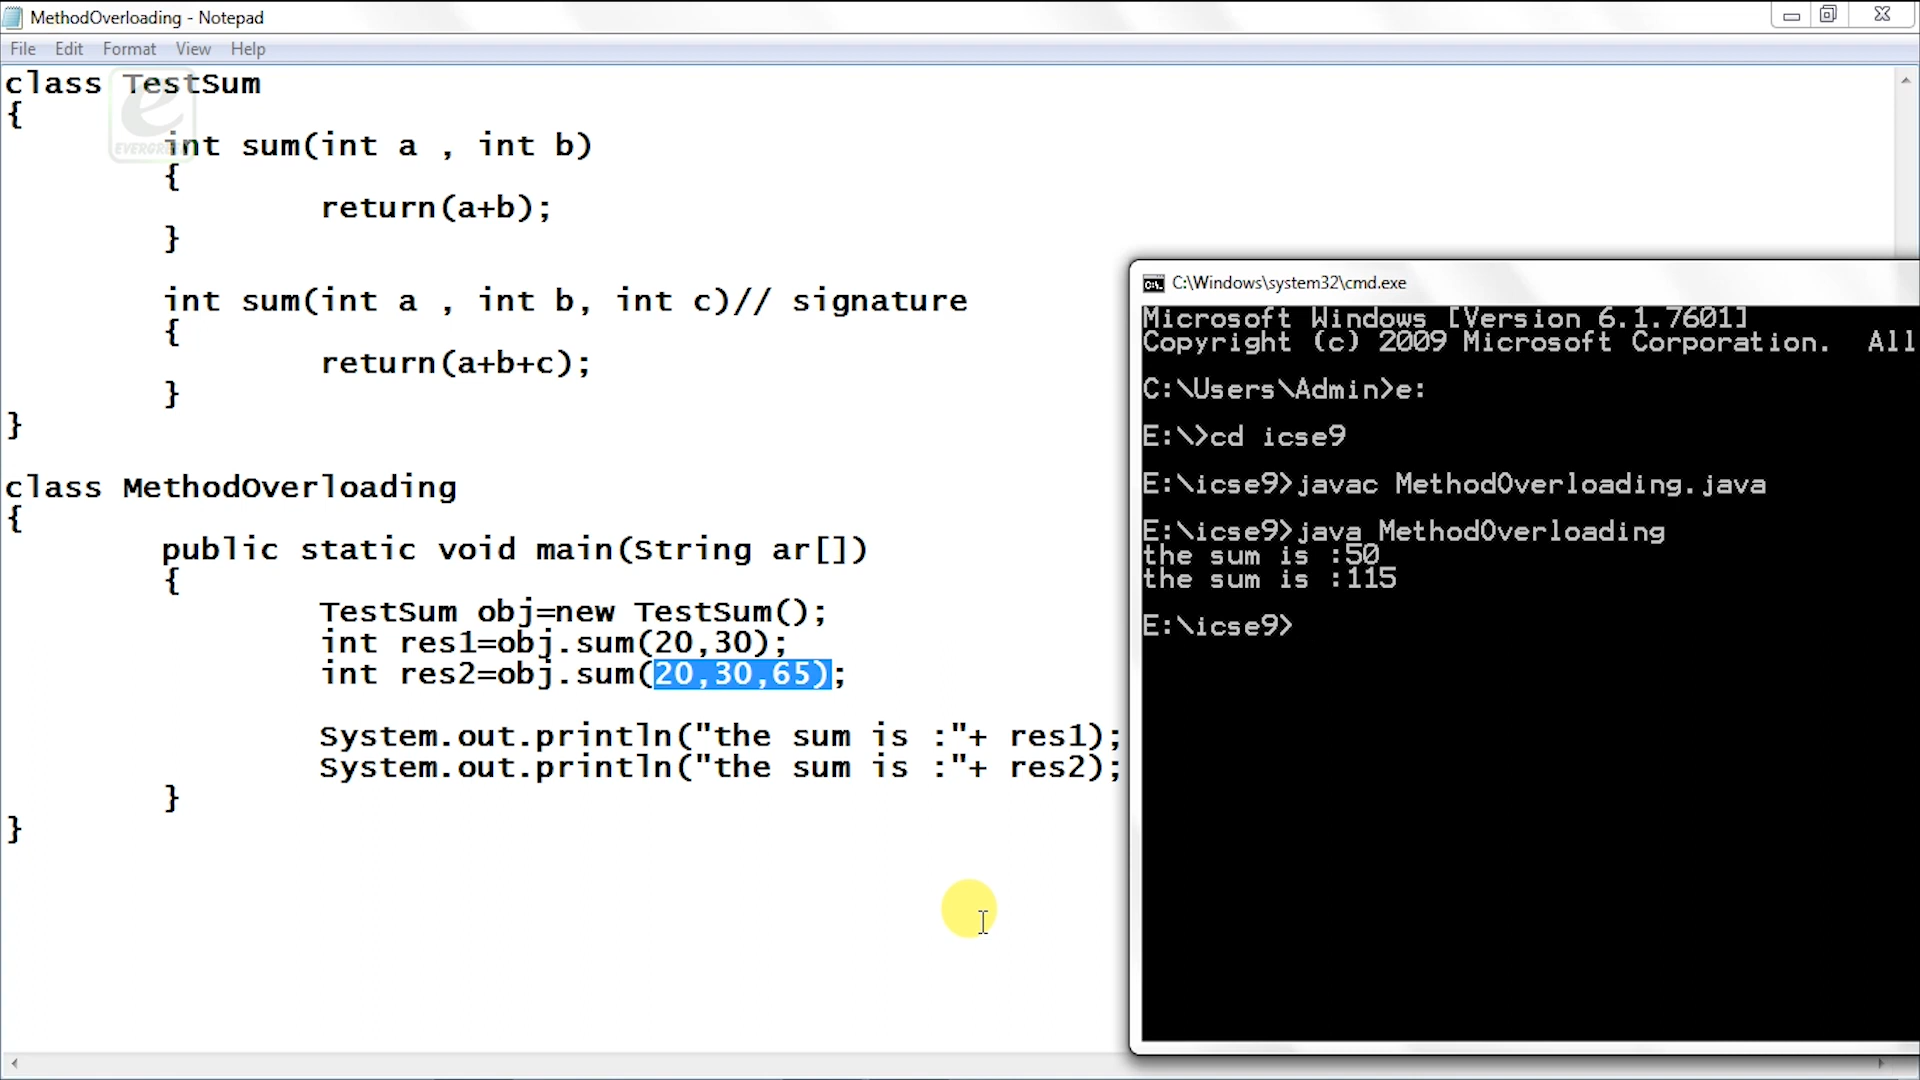 MethodOverloading - Notepad
File Edit Format View Help
class TestSum
{
int sum(int a , int b)
{
return(a+b);
}
int sum(int a , int b, int c)// signature
{
return(a+b+c);
}
}
class MethodOverloading
{
public static void main(String ar[])
{
TestSum obj=new TestSum();
int res1=obj.sum(20,30);
int res2=obj.sum(20,30,65);
System.out.println("the sum is :"+ res1);
System.out.println("the sum is :"+ res2);
}
}
C:\Windows\system32\cmd.exe
Microsoft Windows [Version 6.1.7601]
Copyright (c) 2009 Microsoft Corporation. All
C:\Users\Admin>e:
E:\>cd icse9
E:\icse9>javac MethodOverloading.java
E:\icse9>java MethodOverloading
the sum is :50
the sum is :115
E:\icse9>